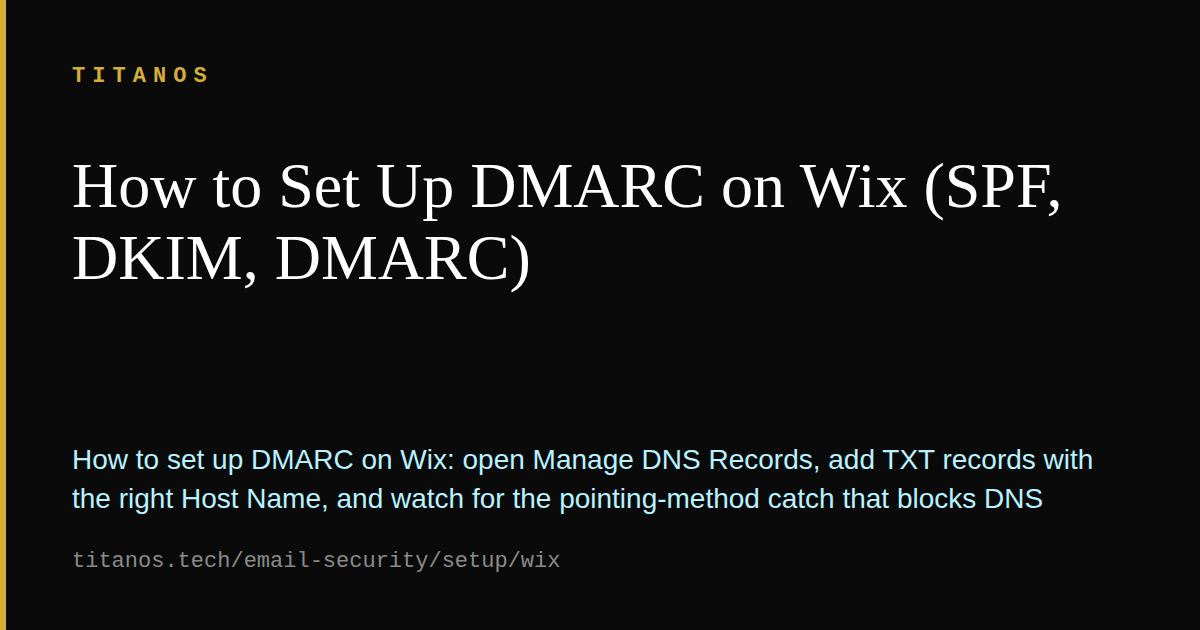 TITANOS
How to Set Up DMARC on Wix (SPF,
DKIM, DMARC)
How to set up DMARC on Wix: open Manage DNS Records, add TXT records with
the right Host Name, and watch for the pointing-method catch that blocks DNS
titanos.tech/email-security/setup/wix